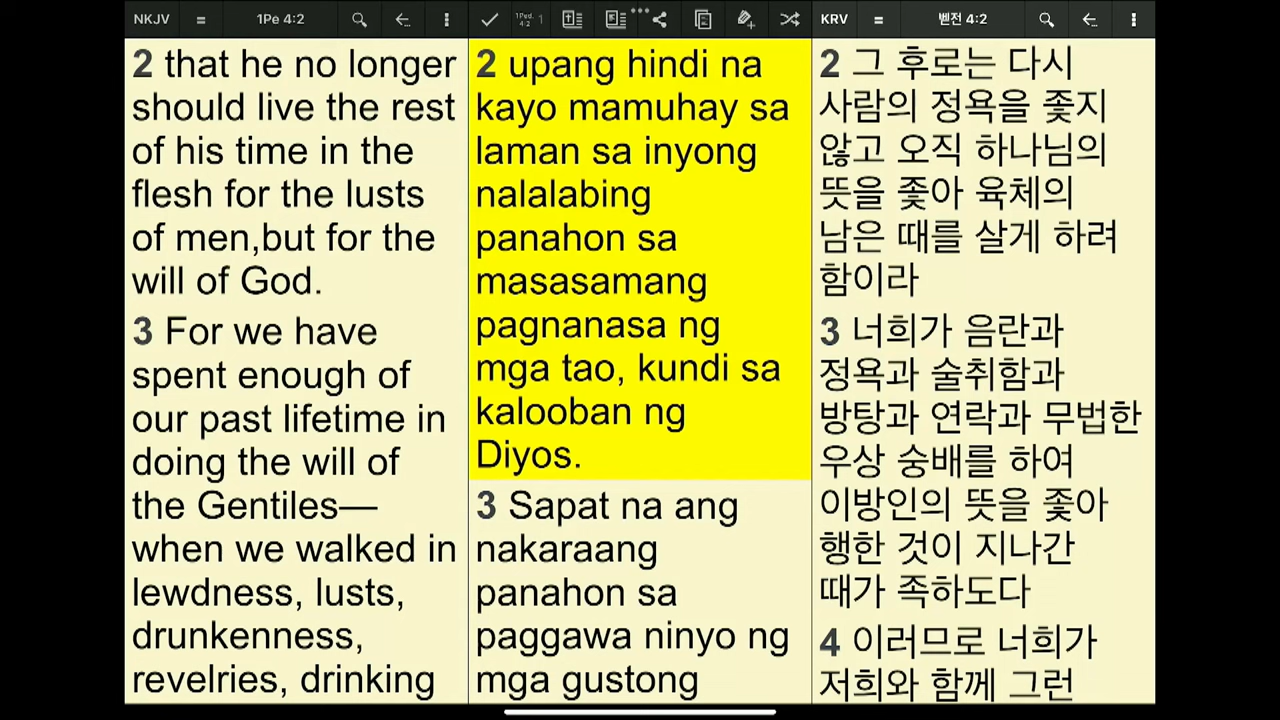 NKJV = 1Pe 4:2
2 that he no longer
should live the rest
of his time in the
flesh for the lusts
of men,but for the
will of God.
3 For we have
spent enough of
our past lifetime in
doing the will of
the Gentiles—
when we walked in
lewdness, lusts,
drunkenness,
revelries, drinking
1Ped. 4:2 1
2 upang hindi na
kayo mamuhay sa
laman sa inyong
nalalabing
panahon sa
masasamang
pagnanasa ng
mga tao, kundi sa
kalooban ng
Diyos.
3 Sapat na ang
nakaraang
panahon sa
paggawa ninyo ng
mga gustong
KRV = 벧전 4:2
2 그 후로는 다시
사람의 정욕을 좇지
않고 오직 하나님의
뜻을 좇아 육체의
남은 때를 살게 하려
함이라
3 너희가 음란과
정욕과 술취함과
방탕과 연락과 무법한
우상 숭배를 하여
이방인의 뜻을 좇아
행한 것이 지나간
때가 족하도다
4 이러므로 너희가
저희와 함께 그런